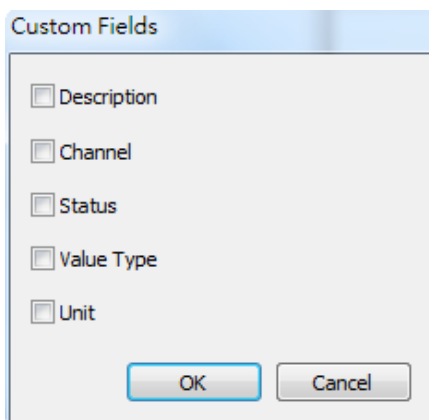 Custom Fields
Description
Channel
Status
Value Type
Unit
OK Cancel